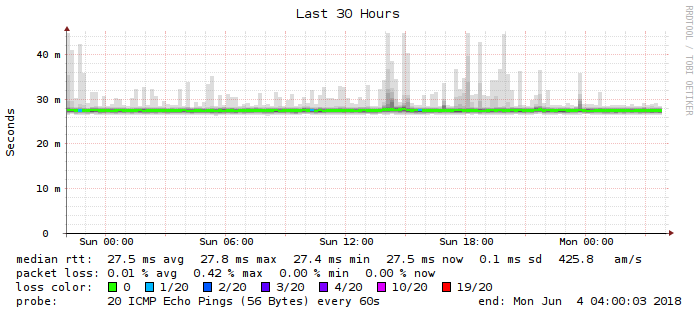 Last 30 Hours
RRDTOOL / TOBI OETIKER
Seconds
40 m
30 m
20 m
10 m
0
Sun 00:00 Sun 06:00 Sun 12:00 Sun 18:00 Mon 00:00
median rtt: 27.5 ms avg 27.8 ms max 27.4 ms min 27.5 ms now 0.1 ms sd 425.8 am/s
packet loss: 0.01 % avg 0.42 % max 0.00 % min 0.00 % now
loss color: 0 1/20 2/20 3/20 4/20 10/20 19/20
probe: 20 ICMP Echo Pings (56 Bytes) every 60s end: Mon Jun 4 04:00:03 2018